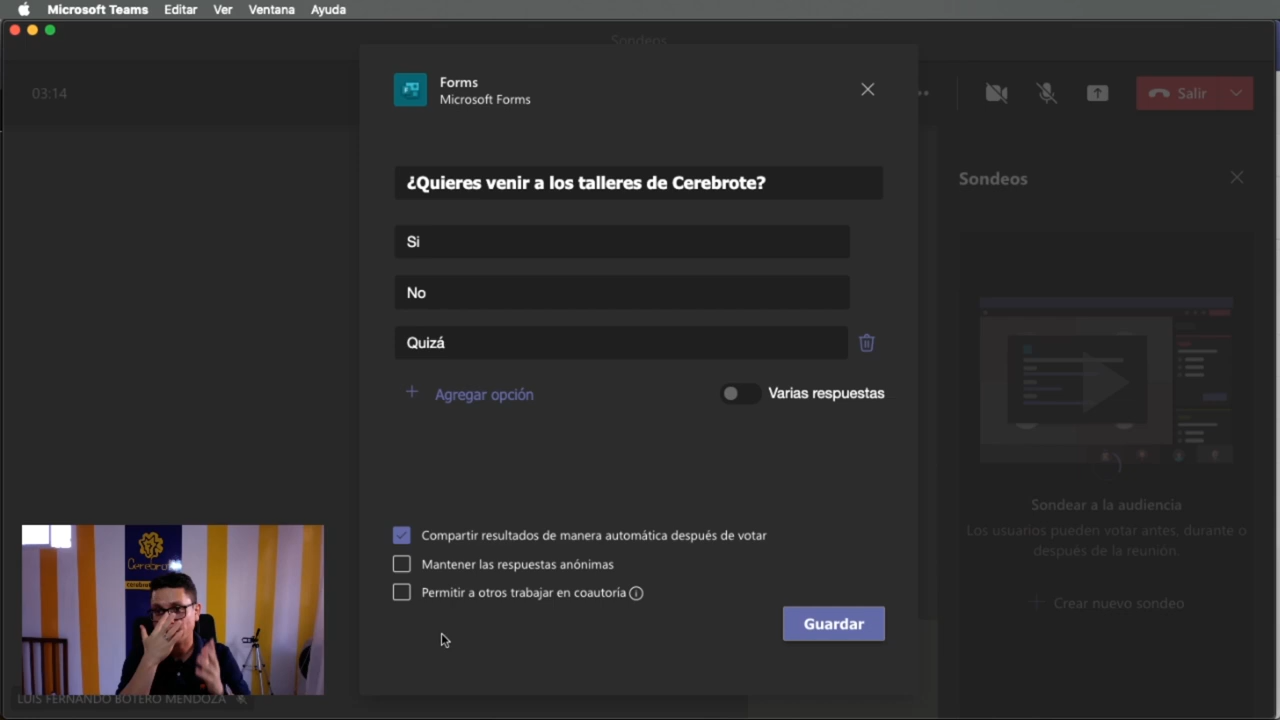 Microsoft Teams Editar Ver Ventana Ayuda
Sondeos
03:14
Forms
Microsoft Forms
Salir
Sondeos
¿Quieres venir a los talleres de Cerebrote?
Si
No
Quizá
Agregar opción
Varias respuestas
Sondear a la audiencia
Los usuarios pueden votar antes, durante o
después de la reunión.
Crear nuevo sondeo
Compartir resultados de manera automática después de votar
Mantener las respuestas anónimas
Permitir a otros trabajar en coautoría
Guardar
LUIS FERNANDO BOTERO MENDOZA